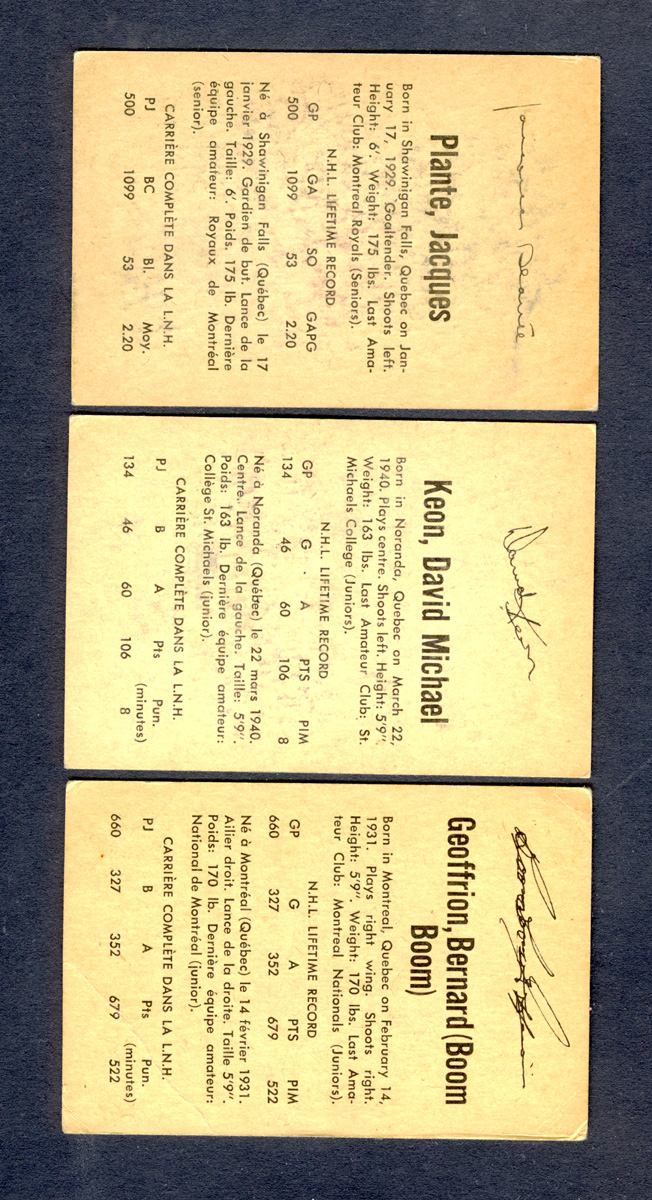 Jacques Plante
Plante, Jacques
Born in Shawinigan Falls, Quebec on Jan-
uary 17, 1929. Goaltender. Shoots left.
Height: 6'. Weight: 175 lbs. Last Ama-
teur Club: Montreal Royals (Seniors).
N.H.L. LIFETIME RECORD
GP GA SO GAPG
500 1099 53 2.20
Né à Shawinigan Falls (Québec) le 17
janvier 1929. Gardien de but. Lance de la
gauche. Taille: 6'. Poids. 175 lb. Dernière
équipe amateur: Royaux de Montréal
(senior).
CARRIÈRE COMPLÈTE DANS LA L.N.H.
PJ BC Bl. Moy.
500 1099 53 2.20
David Keon
Keon, David Michael
Born in Noranda, Quebec on March 22,
1940. Plays centre. Shoots left. Height: 5'9".
Weight: 163 lbs. Last Amateur Club: St.
Michaels College (Juniors).
N.H.L. LIFETIME RECORD
GP G A PTS PIM
134 46 60 106 8
Né à Noranda (Québec) le 22 mars 1940.
Centre. Lance de la gauche. Taille: 5'9".
Poids: 163 lb. Dernière équipe amateur:
Collège St. Michaels (junior).
CARRIÈRE COMPLÈTE DANS LA L.N.H.
PJ B A Pts Pun.
(minutes)
134 46 60 106 8
Geoffrion, Bernard (Boom
Boom)
Born in Montreal, Quebec on February 14,
1931. Plays right wing. Shoots right.
Height: 5'9". Weight: 170 lbs. Last Ama-
teur Club: Montreal Nationals (Juniors).
N.H.L. LIFETIME RECORD
GP G A PTS PIM
660 327 352 679 522
Né à Montréal (Québec) le 14 février 1931.
Ailier droit. Lance de la droite. Taille 5'9".
Poids: 170 lb. Dernière équipe amateur:
National de Montréal (junior).
CARRIÈRE COMPLÈTE DANS LA L.N.H.
PJ B A Pts Pun.
(minutes)
660 327 352 679 522